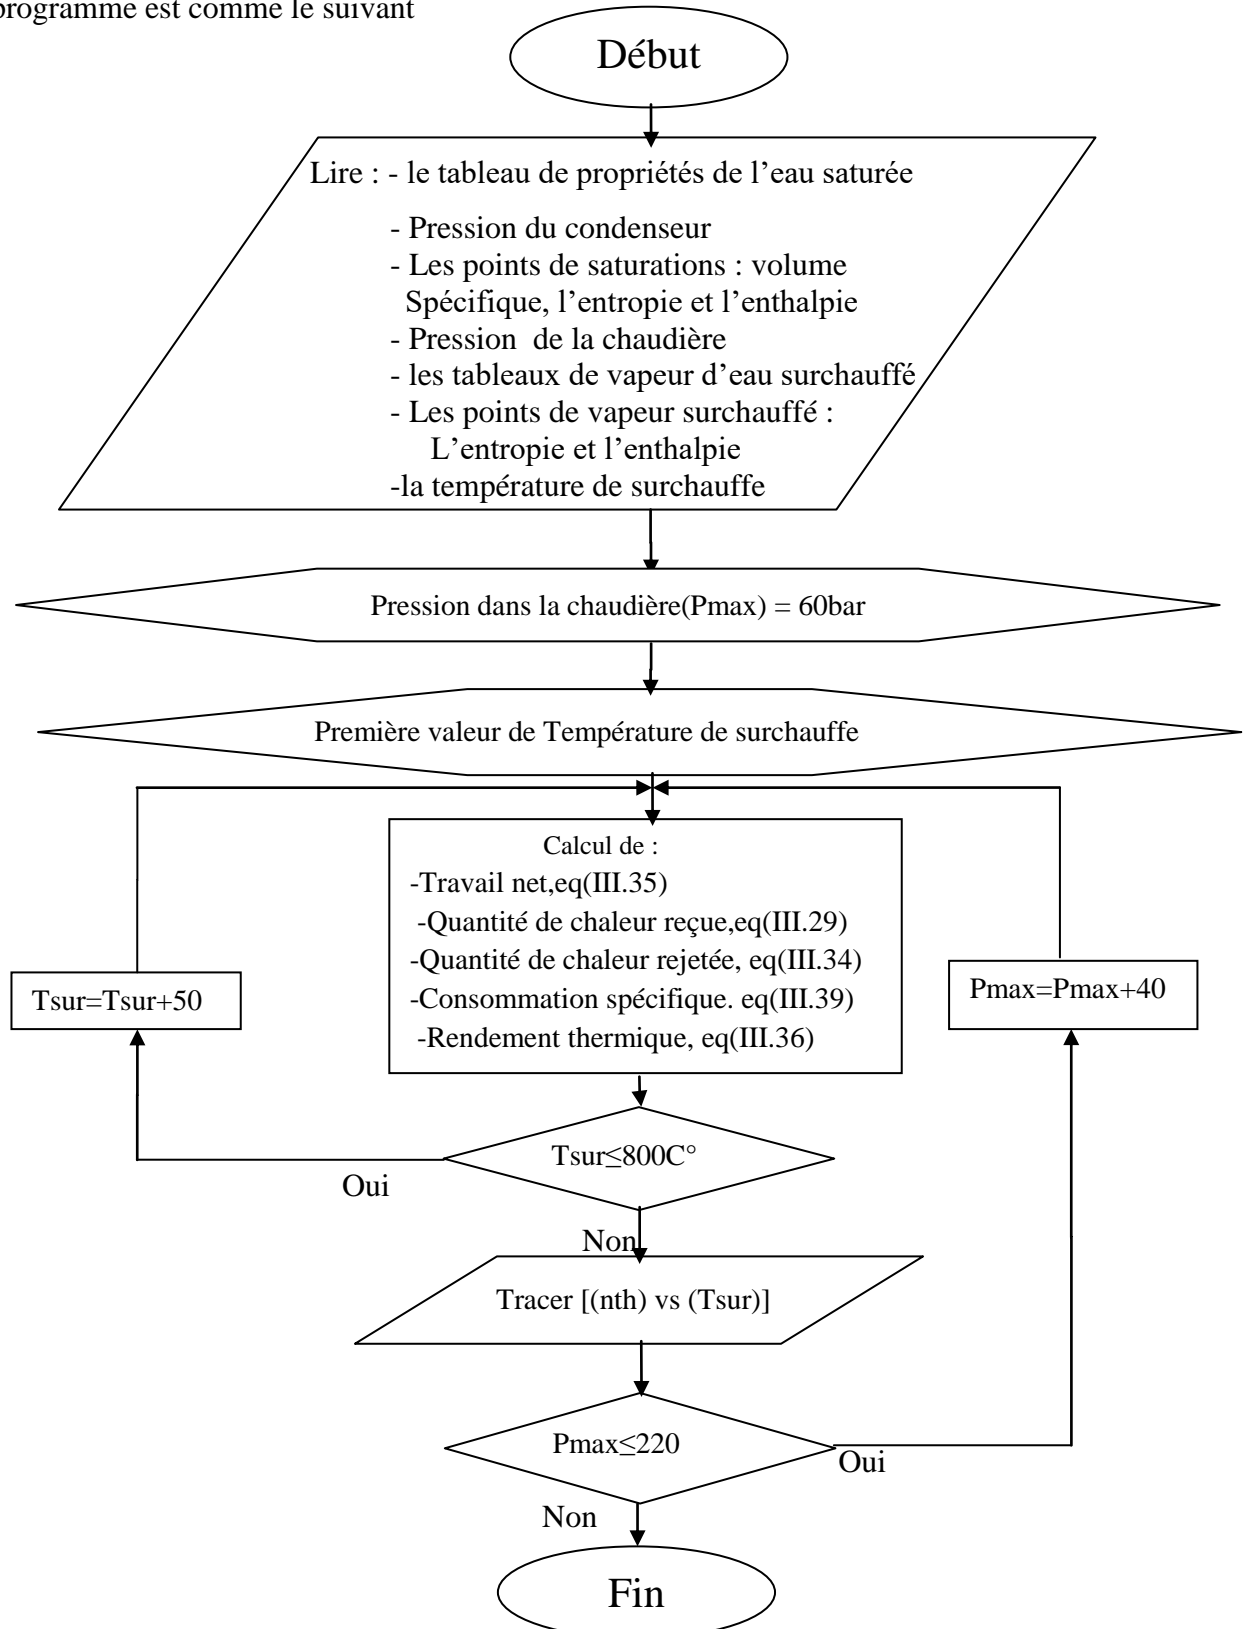 programme est comme le suivant
Début
Lire : - le tableau de propriétés de l’eau saturée
- Pression du condenseur
- Les points de saturations : volume
Spécifique, l’entropie et l’enthalpie
- Pression de la chaudière
- les tableaux de vapeur d’eau surchauffé
- Les points de vapeur surchauffé :
L’entropie et l’enthalpie
-la température de surchauffe
Pression dans la chaudière(Pmax) = 60bar
Première valeur de Température de surchauffe
Calcul de :
-Travail net,eq(III.35)
-Quantité de chaleur reçue,eq(III.29)
-Quantité de chaleur rejetée, eq(III.34)
-Consommation spécifique. eq(III.39)
-Rendement thermique, eq(III.36)
Tsur=Tsur+50
Pmax=Pmax+40
Tsur≤800C°
Oui
Non
Tracer [(nth) vs (Tsur)]
Pmax≤220
Oui
Non
Fin